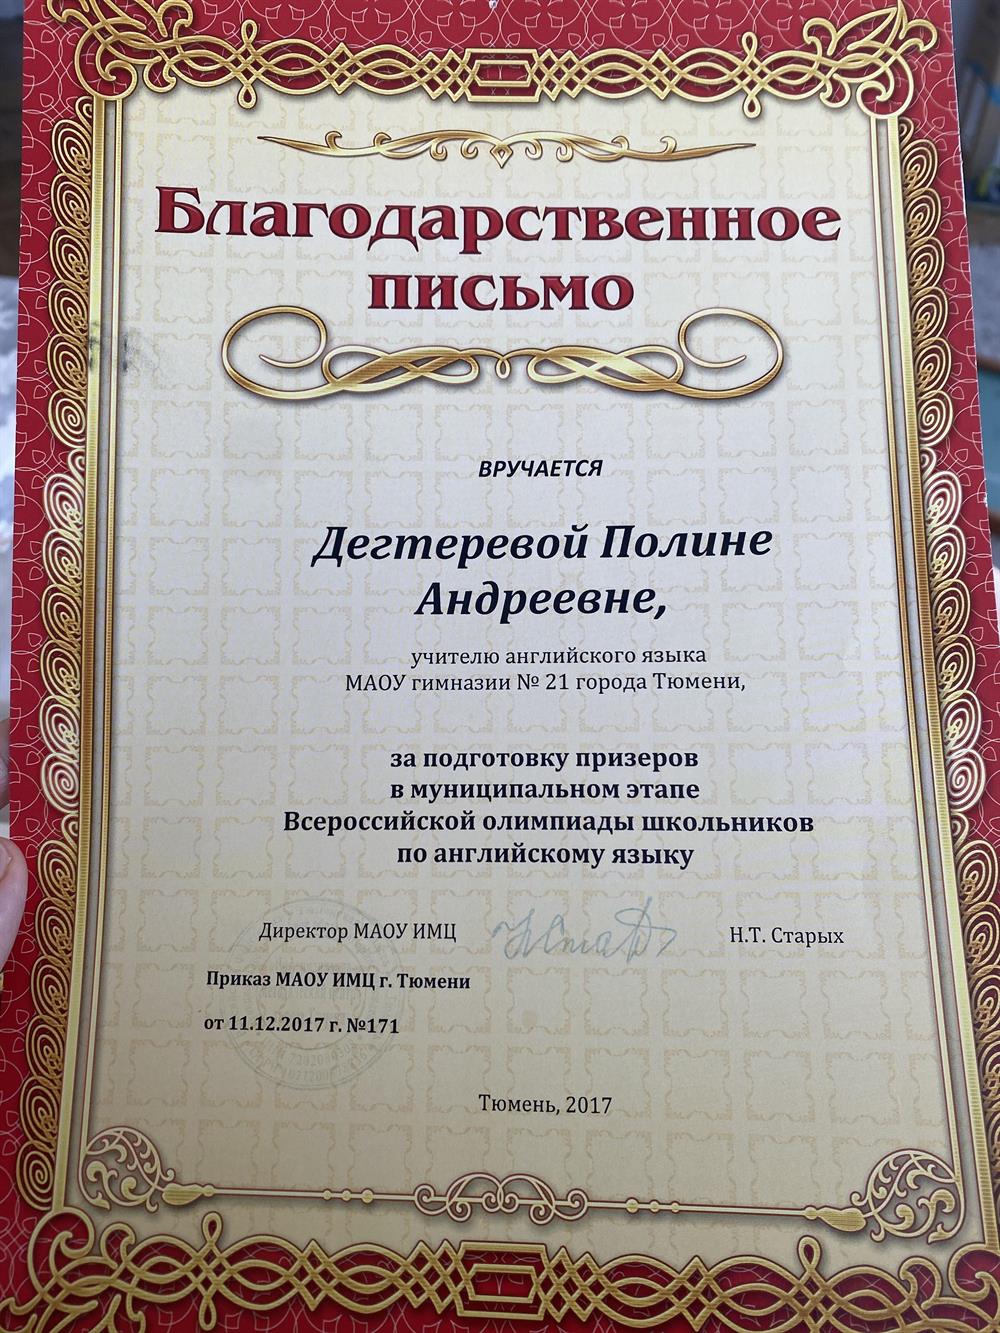 Благодарственное
письмо
ВРУЧАЕТСЯ
Дегтеревой Полине
Андреевне,
учителю английского языка
МАОУ гимназии № 21 города Тюмени,
за подготовку призеров
в муниципальном этапе
Всероссийской олимпиады школьников
по английскому языку
Директор МАОУ ИМЦ
Н.Т. Старых
Приказ МАОУ ИМЦ г. Тюмени
от 11.12.2017 г. №171
Тюмень, 2017